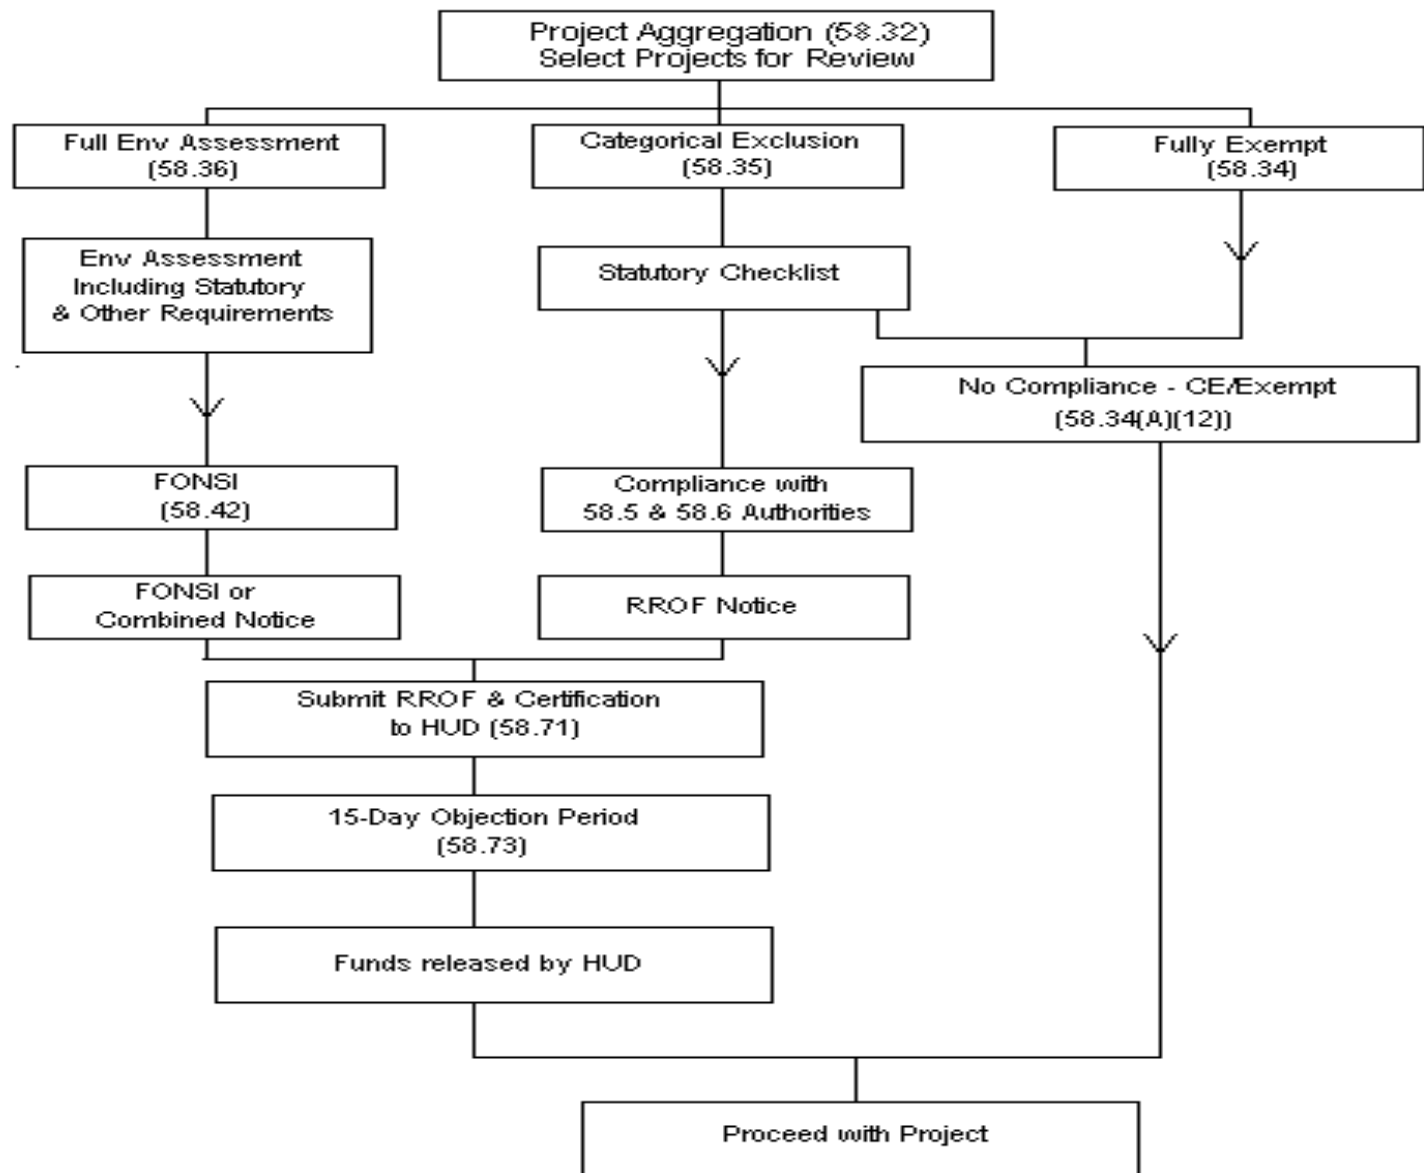 Project Aggregation (58.32)
Select Projects for Review
Full Env Assessment
(58.36)
Categorical Exclusion
(58.35)
Fully Exempt
(58.34)
Env Assessment
Including Statutory
& Other Requirements
Statutory Checklist
No Compliance - CE/Exempt
(58.34(A)(12))
FONSI
(58.42)
Compliance with
58.5 & 58.6 Authorities
FONSI or
Combined Notice
RROF Notice
Submit RROF & Certification
to HUD (58.71)
15-Day Objection Period
(58.73)
Funds released by HUD
Proceed with Project